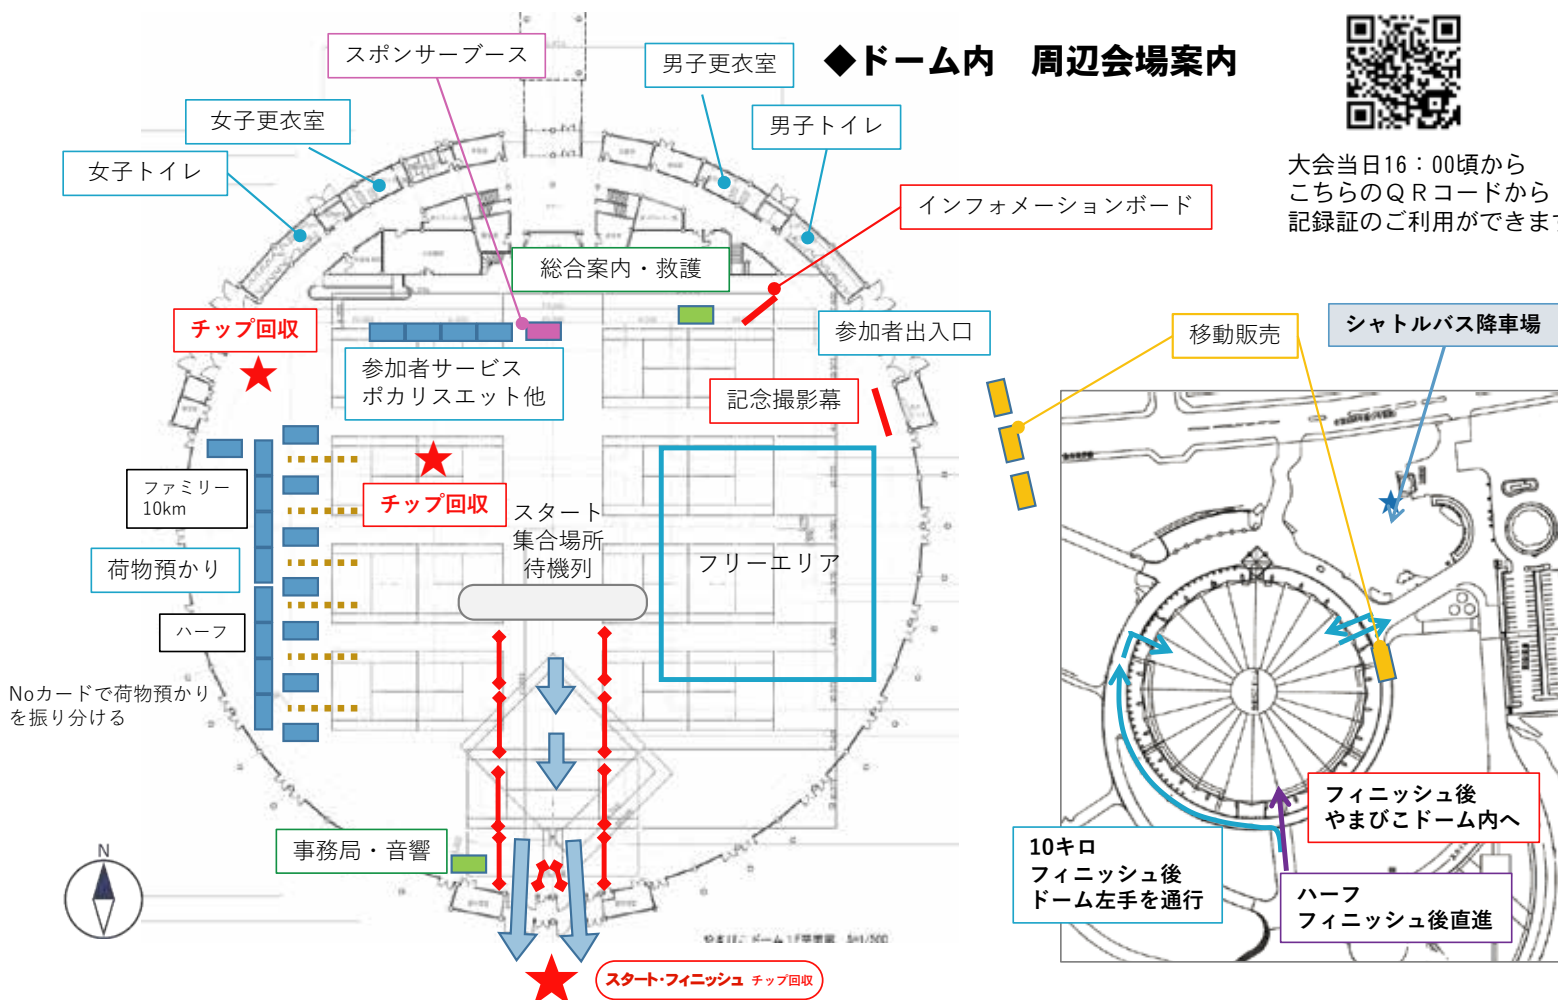 ◆ドーム内　周辺会場案内
スポンサーブース
男子更衣室
女子更衣室
男子トイレ
女子トイレ
インフォメーションボード
大会当日16：00頃から
こちらのＱＲコードから
記録証のご利用ができます
総合案内・救護
チップ回収
参加者サービス
ポカリスエット他
参加者出入口
移動販売
シャトルバス降車場
記念撮影幕
ファミリー
10km
チップ回収
スタート
集合場所
待機列
フリーエリア
荷物預かり
ハーフ
Noカードで荷物預かり
を振り分ける
事務局・音響
N
フィニッシュ後
やまびこドーム内へ
10キロ
フィニッシュ後
ドーム左手を通行
ハーフ
フィニッシュ後直進
スタート・フィニッシュ チップ回収